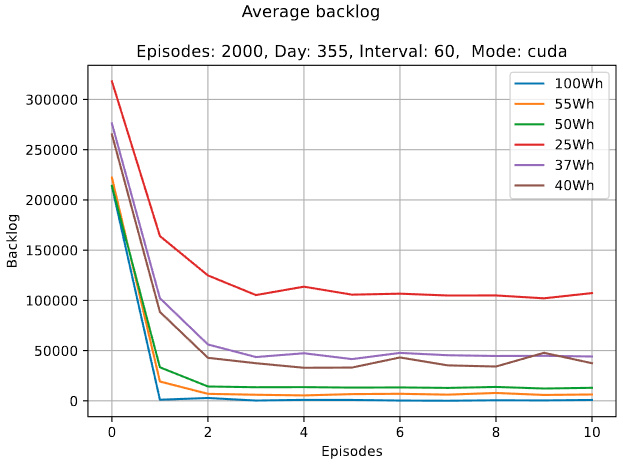 Average backlog
Episodes: 2000, Day: 355, Interval: 60,  Mode: cuda
100Wh
55Wh
50Wh
25Wh
37Wh
40Wh
300000
250000
200000
150000
100000
50000
0
Backlog
0 2 4 6 8 10
Episodes